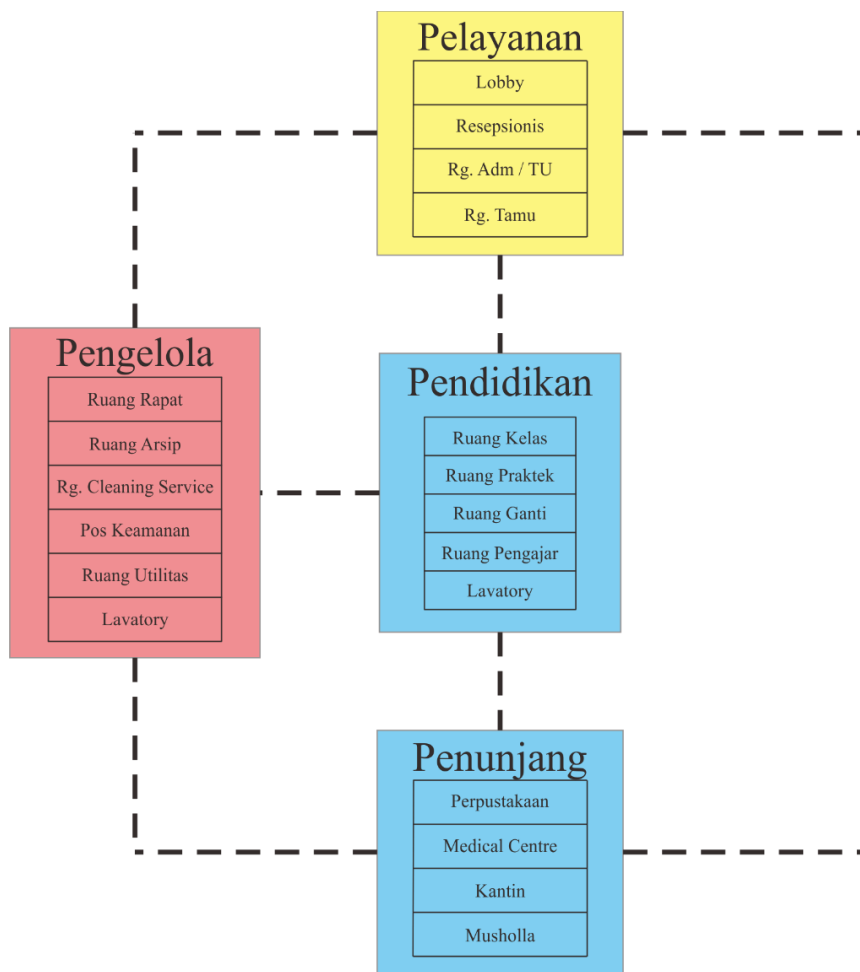 Pelayanan
Lobby
Resepsionis
Rg. Adm / TU
Rg. Tamu
Pengelola
Ruang Rapat
Ruang Arsip
Rg. Cleaning Service
Pos Keamanan
Ruang Utilitas
Lavatory
Pendidikan
Ruang Kelas
Ruang Praktek
Ruang Ganti
Ruang Pengajar
Lavatory
Penunjang
Perpustakaan
Medical Centre
Kantin
Musholla